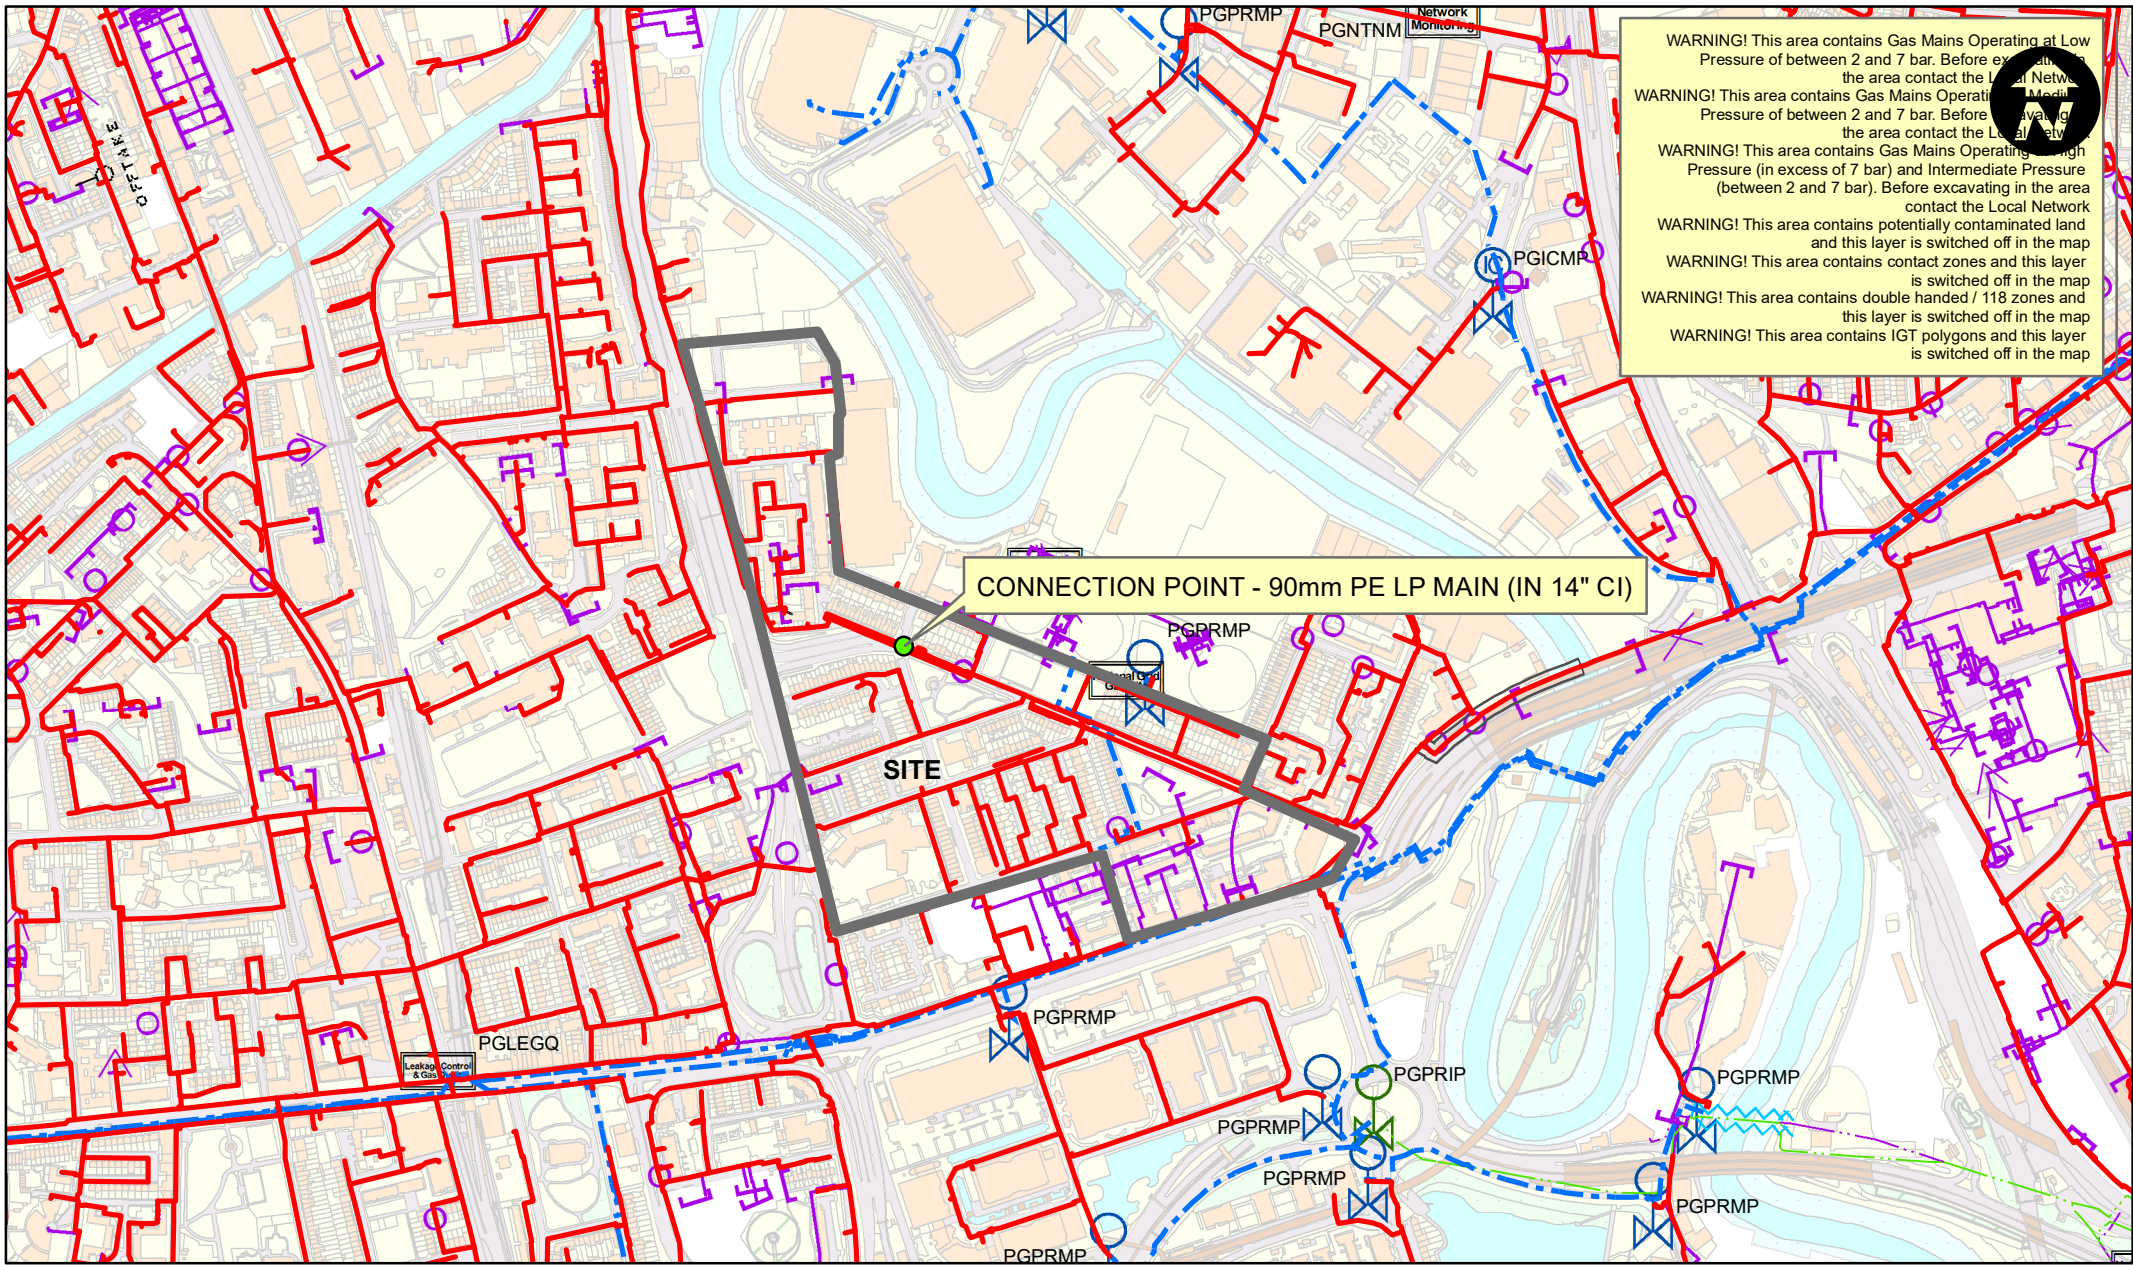 PGPRMP
PGNTNM
Network
Monitoring
WARNING! This area contains Gas Mains Operating at Low
Pressure of between 2 and 7 bar. Before
the area contact the
WARNING! This area contains Gas Mains
Pressure of between 2 and 7 bar. Before
the area contact the
WARNING! This area contains Gas Mains Operating
Pressure (in excess of 7 bar) and Intermediate Pressure
(between 2 and 7 bar). Before excavating in the area
contact the Local Network
WARNING! This area contains potentially contaminated land
and this layer is switched off in the map
WARNING! This area contains contact zones and this layer
is switched off in the map
WARNING! This area contains double handed / 118 zones and
this layer is switched off in the map
WARNING! This area contains IGT polygons and this layer
is switched off in the map
N
OFFTAKE
IC
PGICMP
CONNECTION POINT - 90mm PE LP MAIN (IN 14" CI)
PGPRMP
SITE
PGPRMP
PGLEGQ
Leakage Control
& Gas
PGPRIP
PGPRMP
PGPRMP
PGPRMP
PGPRMP
PGPRMP